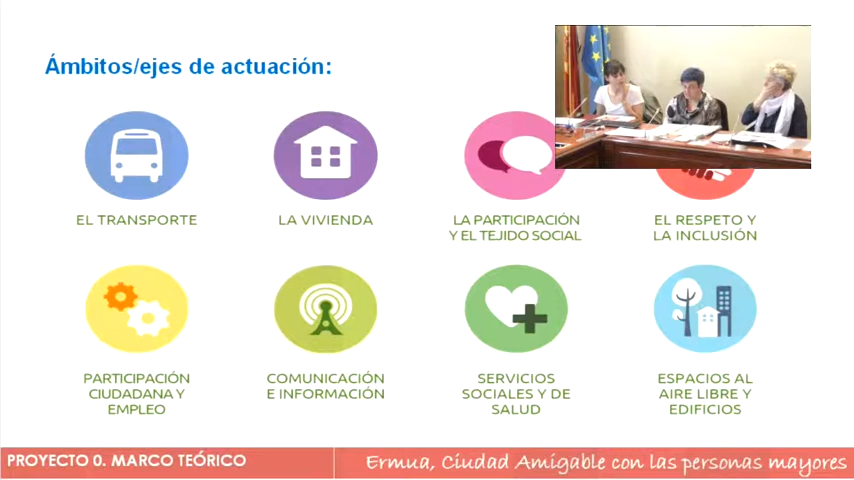 Ámbitos/ejes de actuación:
EL TRANSPORTE
LA VIVIENDA
LA PARTICIPACIÓN
Y EL TEJIDO SOCIAL
EL RESPETO Y
LA INCLUSIÓN
PARTICIPACIÓN
CIUDADANA Y
EMPLEO
COMUNICACIÓN
E INFORMACIÓN
SERVICIOS
SOCIALES Y DE
SALUD
ESPACIOS AL
AIRE LIBRE Y
EDIFICIOS
PROYECTO 0. MARCO TEÓRICO
Ermua, Ciudad Amigable con las personas mayores